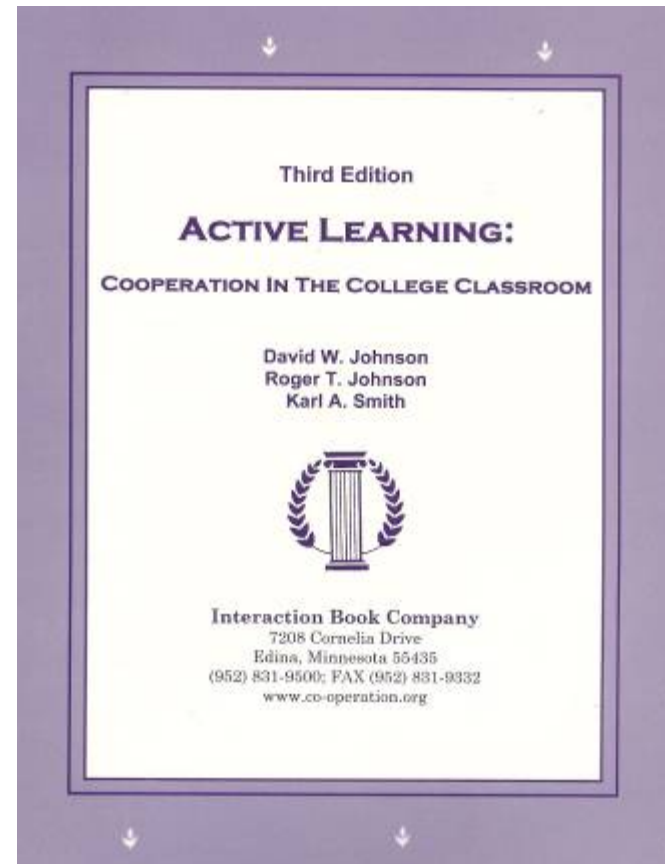 Third Edition
ACTIVE LEARNING:
COOPERATION IN THE COLLEGE CLASSROOM
David W. Johnson
Roger T. Johnson
Karl A. Smith
Interaction Book Company
7208 Cornelia Drive
Edina, Minnesota 55435
(952) 831-9500; FAX (952) 831-9332
www.co-operation.org